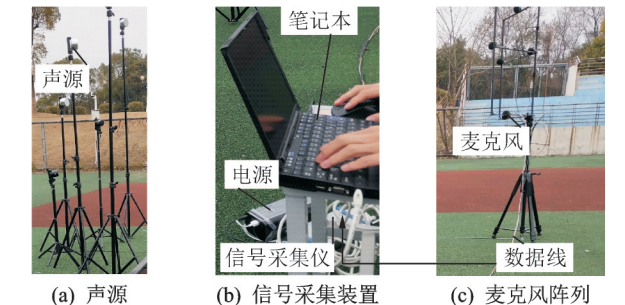 声源
笔记本
电源
信号采集仪
麦克风
数据线
(a) 声源
(b) 信号采集装置
(c) 麦克风阵列